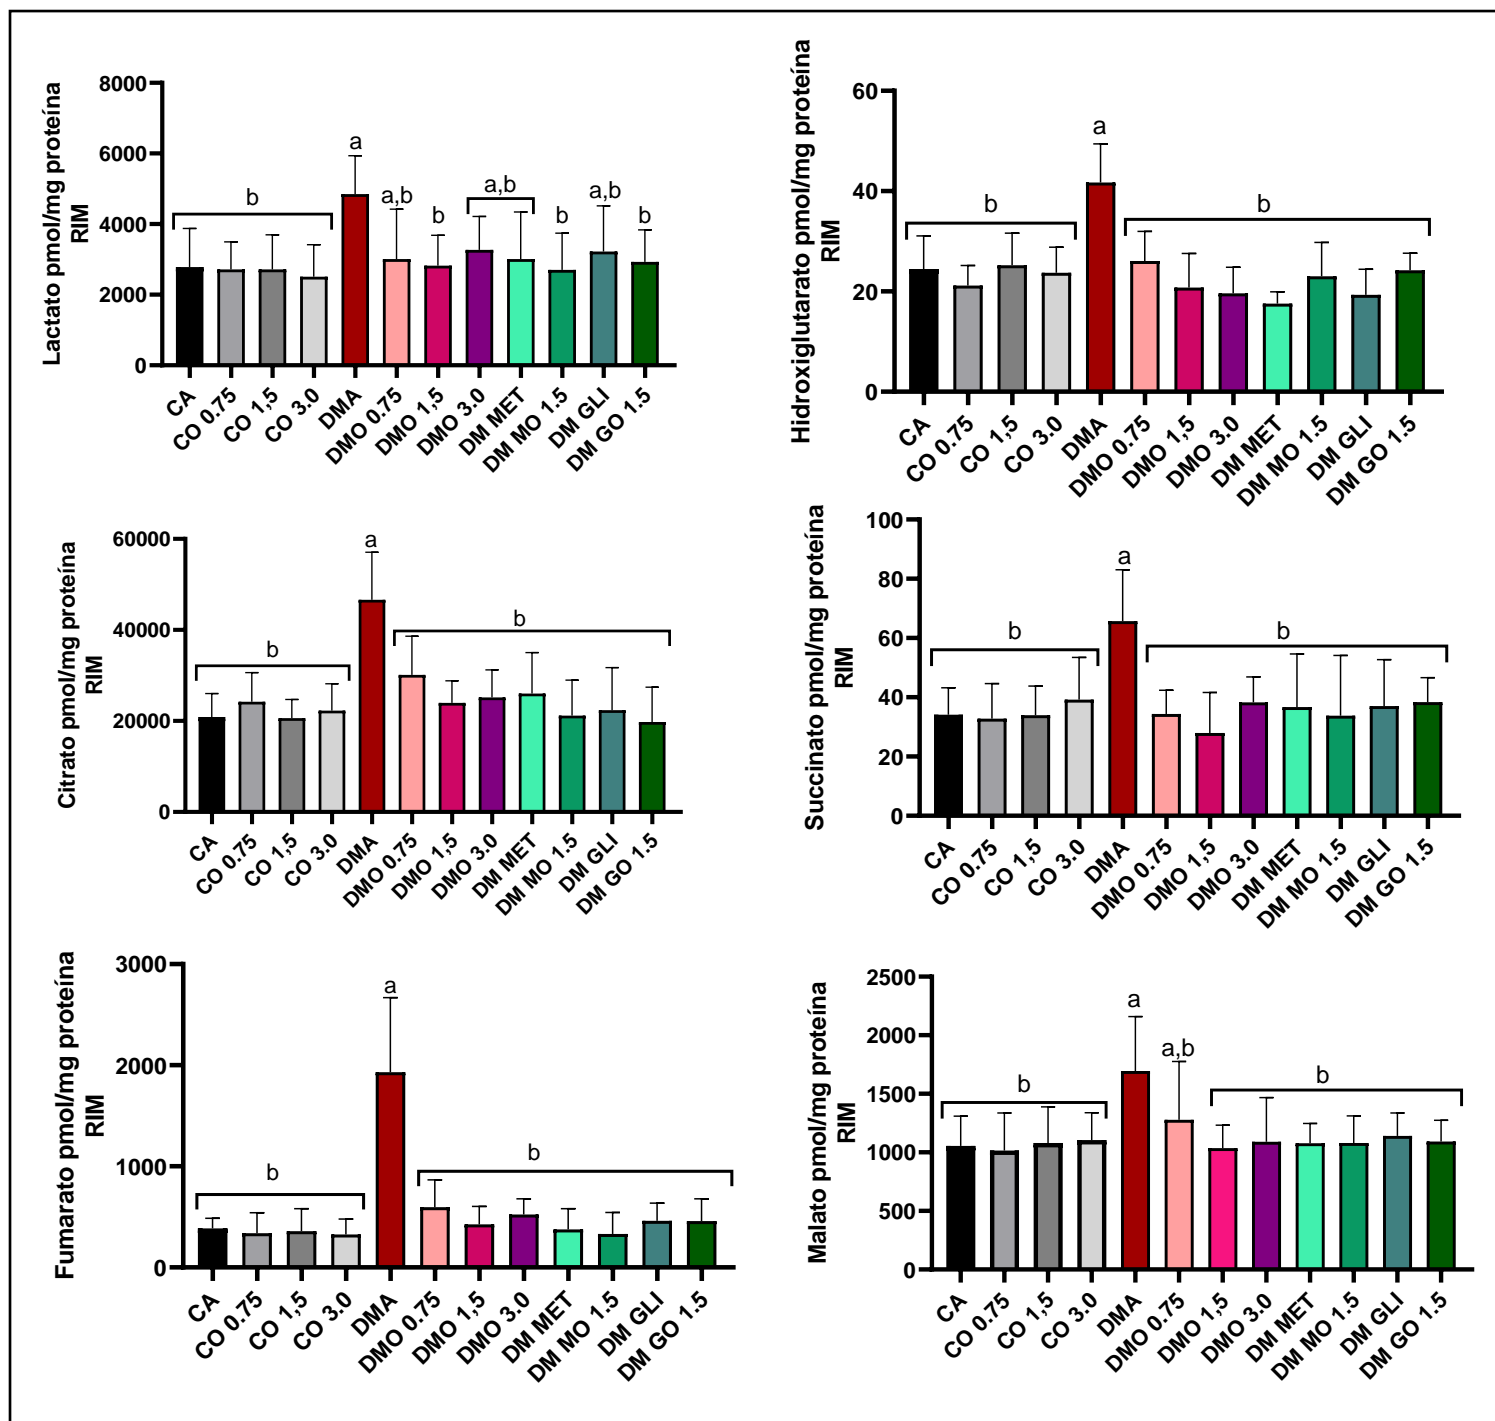 Lactato pmol/mg proteína
RIM
8000
6000
4000
2000
0
b
a
a,b
b
a,b
b
a,b
b
CA
CO 0.75
CO 1,5
CO 3.0
DMA
DMO 0.75
DMO 1,5
DMO 3.0
DM MET
DM MO 1.5
DM GLI
DM GO 1.5
Hidroxiglutarato pmol/mg proteína
RIM
60
40
20
0
b
a
b
CA
CO 0.75
CO 1,5
CO 3.0
DMA
DMO 0.75
DMO 1,5
DMO 3.0
DM MET
DM MO 1.5
DM GLI
DM GO 1.5
Citrato pmol/mg proteína
RIM
60000
40000
20000
0
b
a
b
CA
CO 0.75
CO 1,5
CO 3.0
DMA
DMO 0.75
DMO 1,5
DMO 3.0
DM MET
DM MO 1.5
DM GLI
DM GO 1.5
Succinato pmol/mg proteína
RIM
100
80
60
40
20
0
b
a
b
CA
CO 0.75
CO 1,5
CO 3.0
DMA
DMO 0.75
DMO 1,5
DMO 3.0
DM MET
DM MO 1.5
DM GLI
DM GO 1.5
Fumarato pmol/mg proteína
RIM
3000
2000
1000
0
b
a
b
CA
CO 0.75
CO 1,5
CO 3.0
DMA
DMO 0.75
DMO 1,5
DMO 3.0
DM MET
DM MO 1.5
DM GLI
DM GO 1.5
Malato pmol/mg proteína
RIM
2500
2000
1500
1000
500
0
b
a
a,b
b
CA
CO 0.75
CO 1,5
CO 3.0
DMA
DMO 0.75
DMO 1,5
DMO 3.0
DM MET
DM MO 1.5
DM GLI
DM GO 1.5